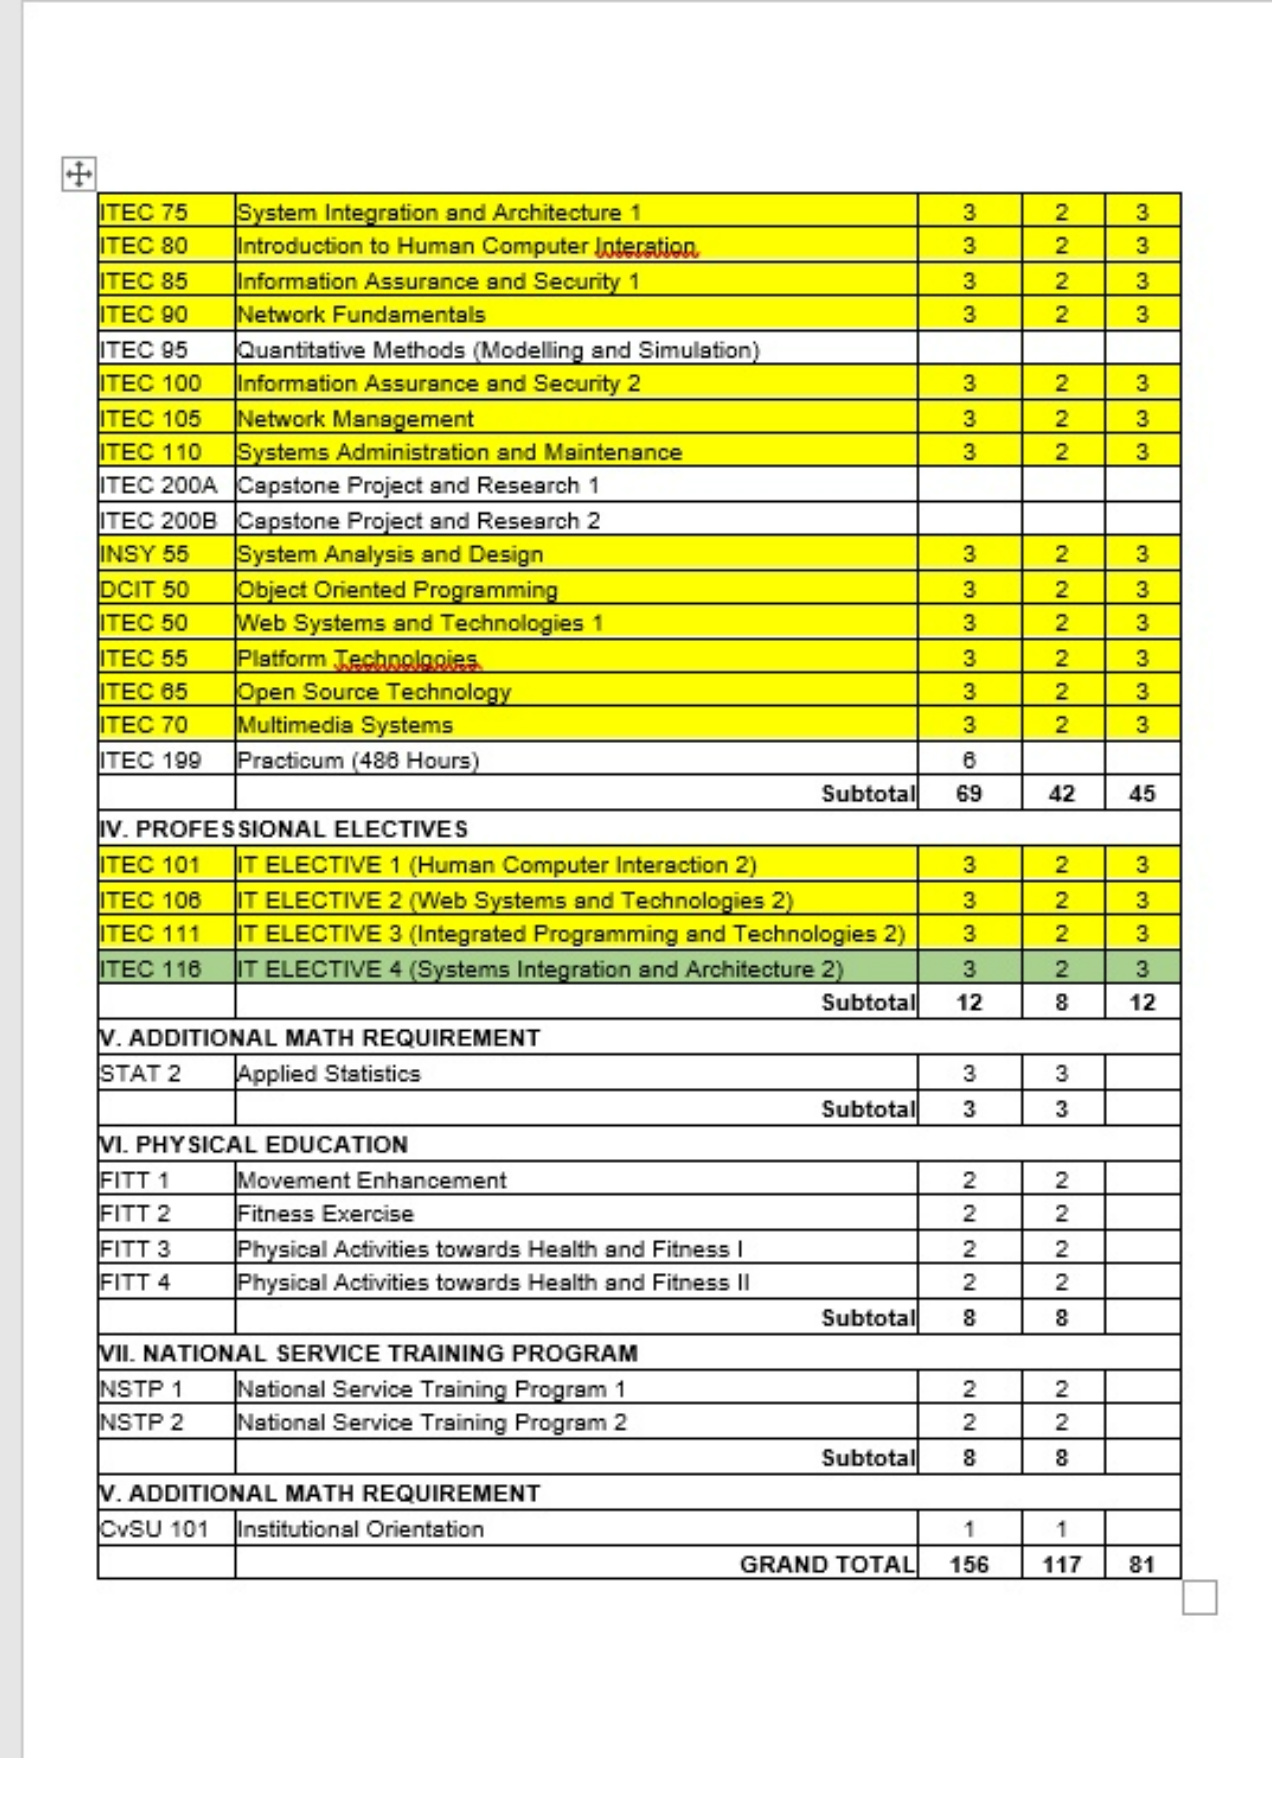 ITEC 75 System Integration and Architecture 1 3 2 3
ITEC 80 Introduction to Human Computer Interation 3 2 3
ITEC 85 Information Assurance and Security 1 3 2 3
ITEC 90 Network Fundamentals 3 2 3
ITEC 95 Quantitative Methods (Modelling and Simulation)
ITEC 100 Information Assurance and Security 2 3 2 3
ITEC 105 Network Management 3 2 3
ITEC 110 Systems Administration and Maintenance 3 2 3
ITEC 200A Capstone Project and Research 1
ITEC 200B Capstone Project and Research 2
INSY 55 System Analysis and Design 3 2 3
DCIT 50 Object Oriented Programming 3 2 3
ITEC 50 Web Systems and Technologies 1 3 2 3
ITEC 55 Platform Technolgoies 3 2 3
ITEC 65 Open Source Technology 3 2 3
ITEC 70 Multimedia Systems 3 2 3
ITEC 199 Practicum (486 Hours) 6
Subtotal 69 42 45
IV. PROFESSIONAL ELECTIVES
ITEC 101 IT ELECTIVE 1 (Human Computer Interaction 2) 3 2 3
ITEC 106 IT ELECTIVE 2 (Web Systems and Technologies 2) 3 2 3
ITEC 111 IT ELECTIVE 3 (Integrated Programming and Technologies 2) 3 2 3
ITEC 116 IT ELECTIVE 4 (Systems Integration and Architecture 2) 3 2 3
Subtotal 12 8 12
V. ADDITIONAL MATH REQUIREMENT
STAT 2 Applied Statistics 3 3
Subtotal 3 3
VI. PHYSICAL EDUCATION
FITT 1 Movement Enhancement 2 2
FITT 2 Fitness Exercise 2 2
FITT 3 Physical Activities towards Health and Fitness I 2 2
FITT 4 Physical Activities towards Health and Fitness II 2 2
Subtotal 8 8
VII. NATIONAL SERVICE TRAINING PROGRAM
NSTP 1 National Service Training Program 1 2 2
NSTP 2 National Service Training Program 2 2 2
Subtotal 8 8
V. ADDITIONAL MATH REQUIREMENT
CvSU 101 Institutional Orientation 1 1
GRAND TOTAL 156 117 81